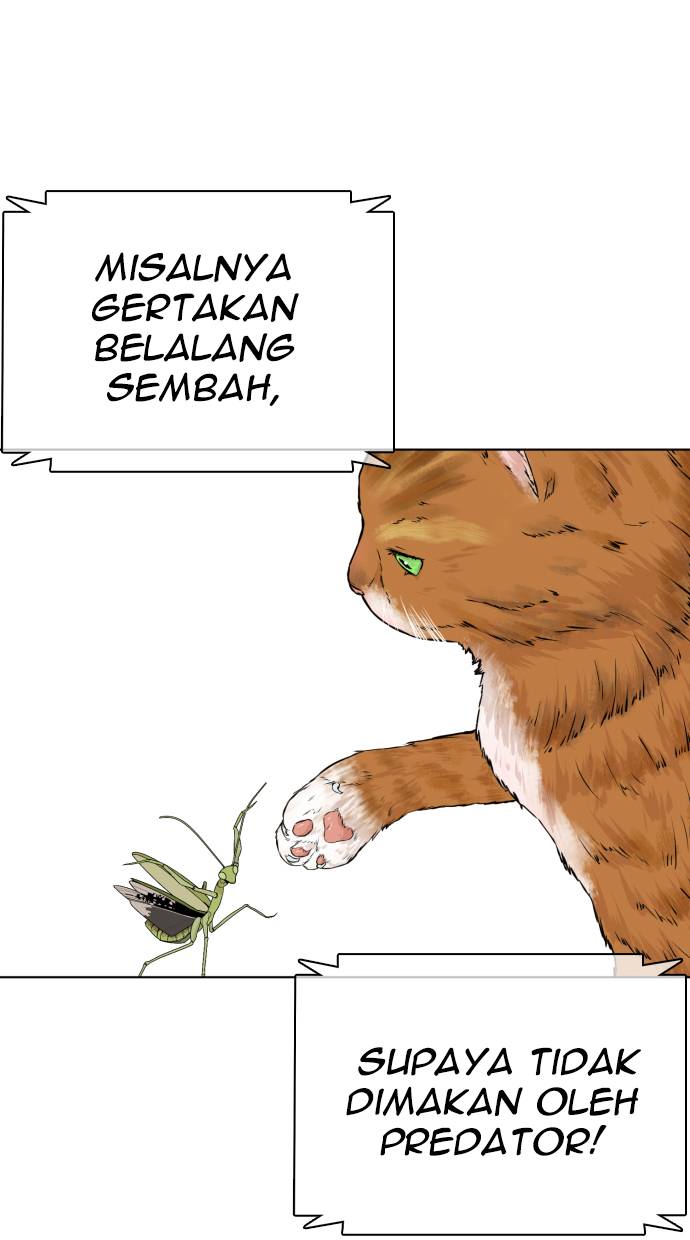 MISALNYA
GERTAKAN
BELALANG
SEMBAH,
SUPAYA TIDAK
DIMAKAN OLEH
PREDATOR!